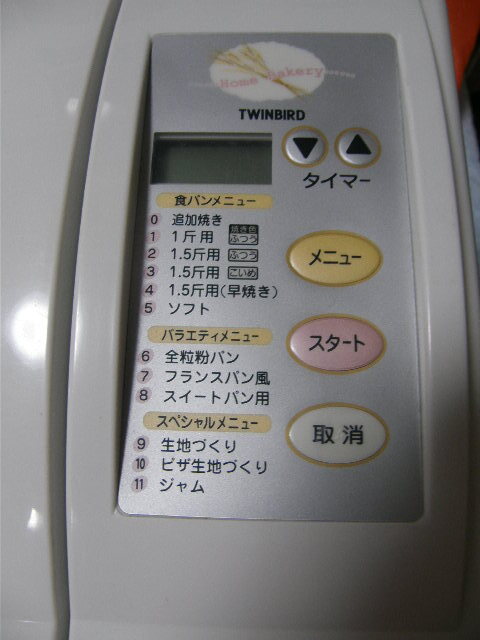 Home Bakery
TWINBIRD
▼ ▲
タイマー
食パンメニュー
0 追加焼き
1 1斤用 焼き色 ふつう
2 1.5斤用 ふつう
3 1.5斤用 こいめ
4 1.5斤用(早焼き)
5 ソフト
メニュー
バラエティメニュー
6 全粒粉パン
7 フランスパン風
8 スイートパン用
スタート
スペシャルメニュー
9 生地づくり
10 ピザ生地づくり
11 ジャム
取消